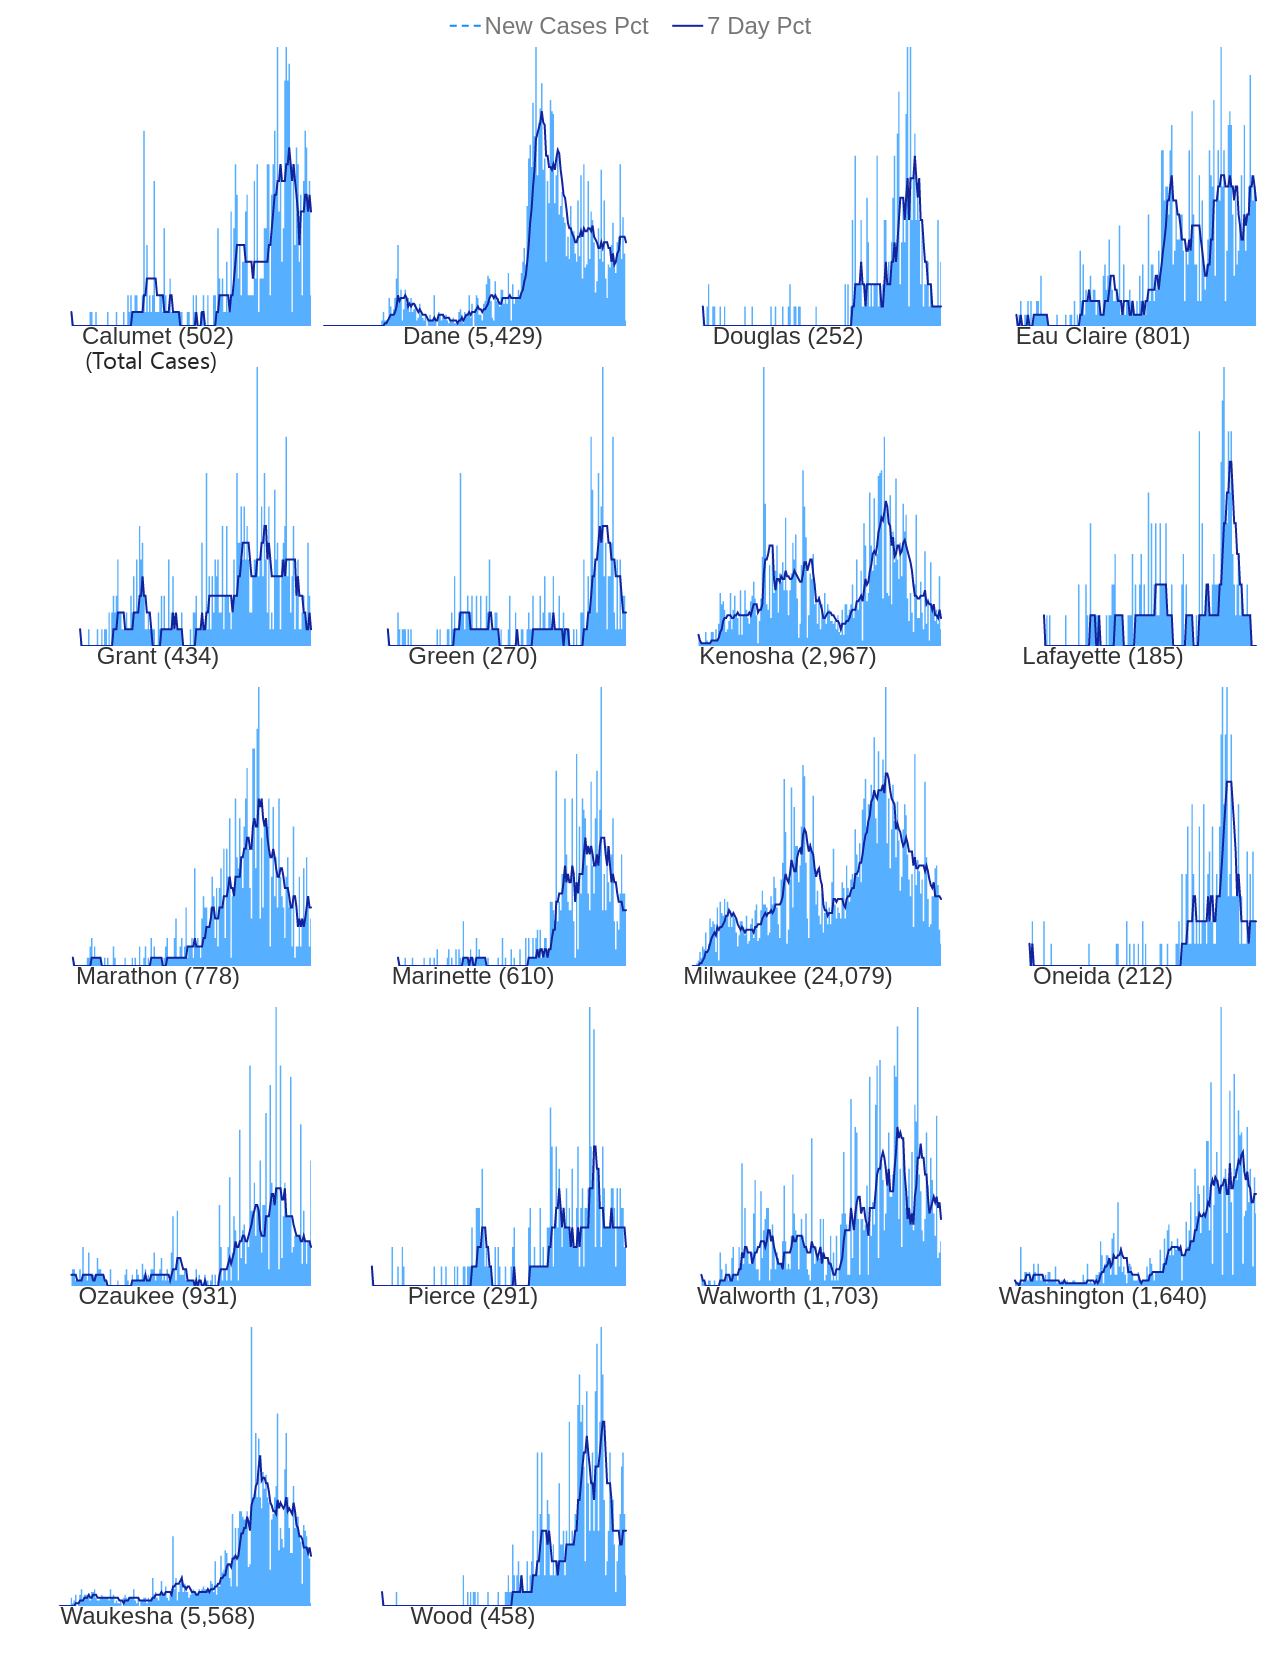 New Cases Pct 7 Day Pct
Calumet (502) Dane (5,429) Douglas (252) Eau Claire (801)
(Total Cases)
Grant (434) Green (270) Kenosha (2,967) Lafayette (185)
Marathon (778) Marinette (610) Milwaukee (24,079) Oneida (212)
Ozaukee (931) Pierce (291) Walworth (1,703) Washington (1,640)
Waukesha (5,568) Wood (458)